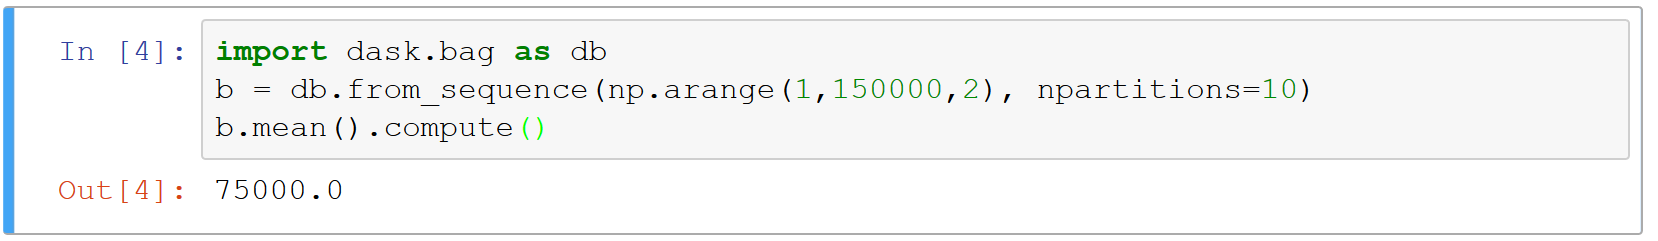 In [4]: import dask.bag as db
b = db.from_sequence(np.arange(1,150000,2), npartitions=10)
b.mean().compute()
Out[4]: 75000.0